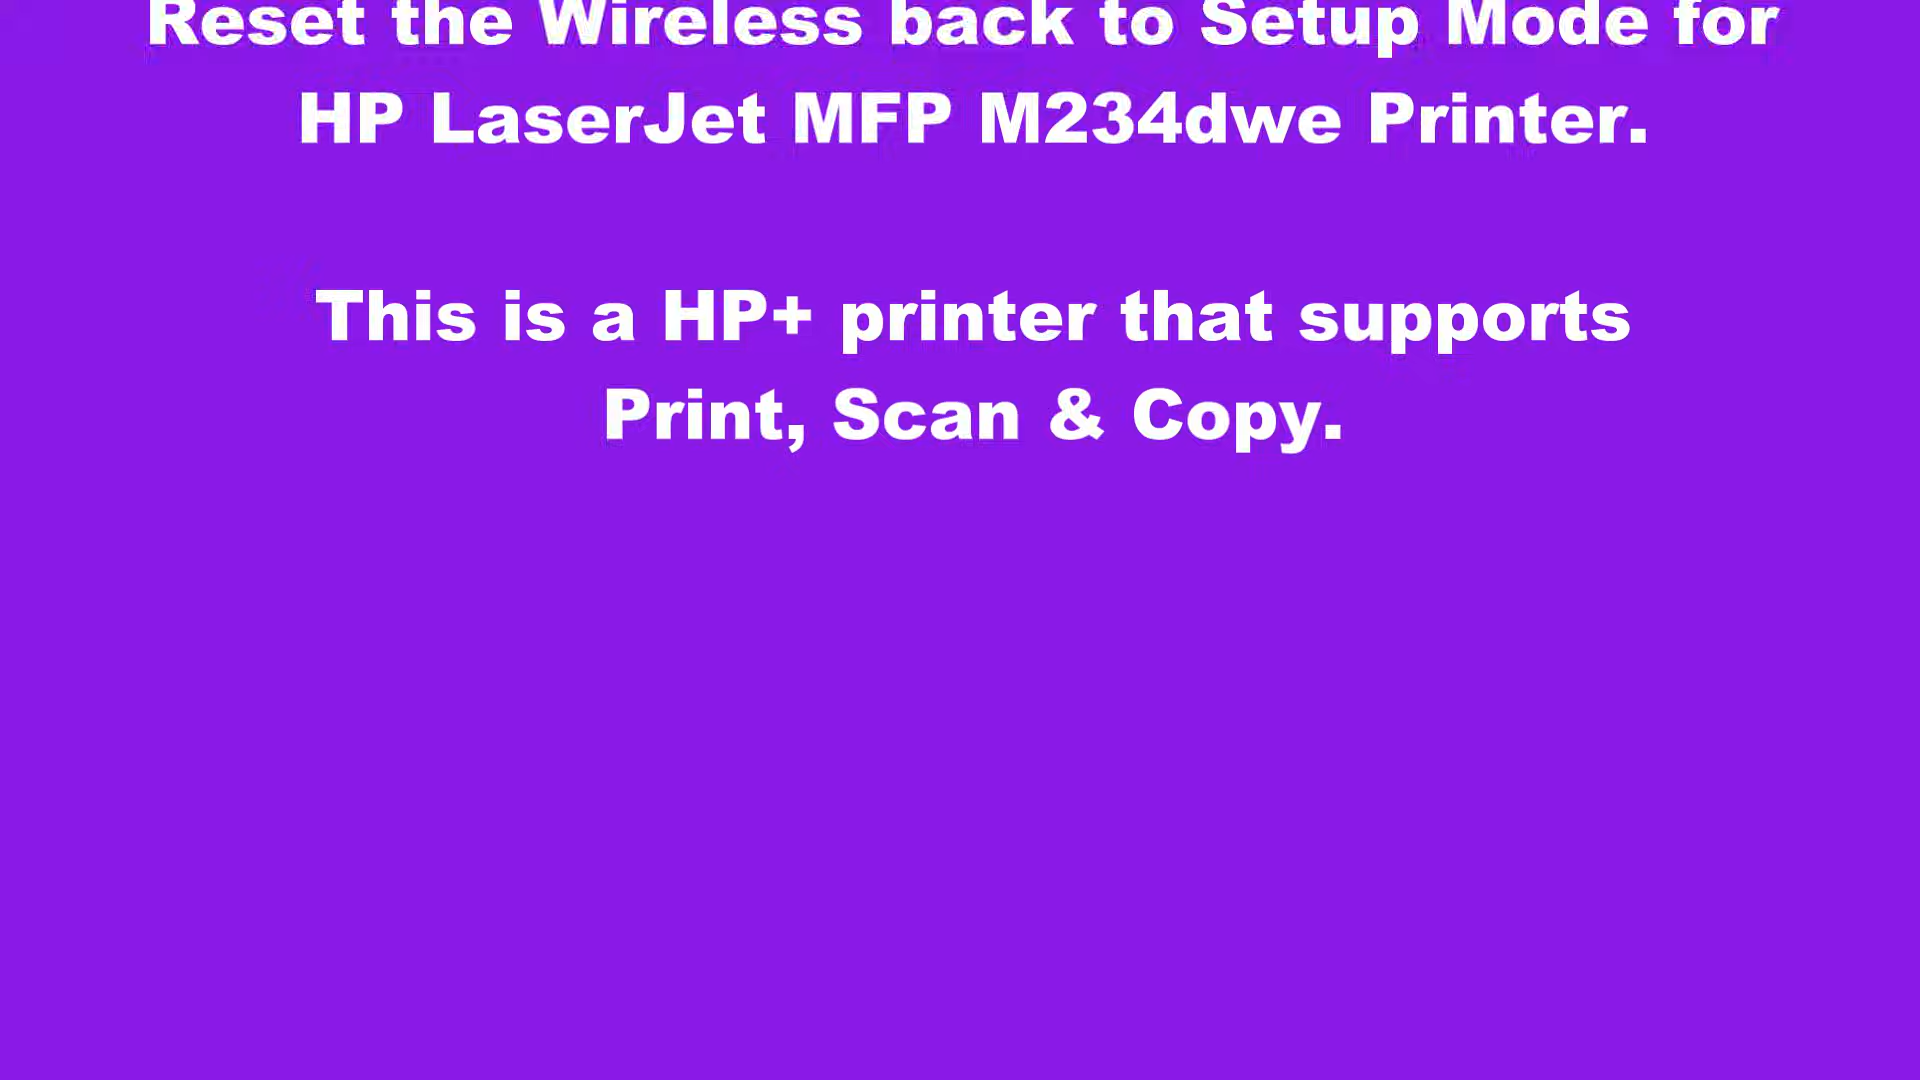 Reset the Wireless back to Setup Mode for
HP LaserJet MFP M234dwe Printer.
This is a HP+ printer that supports
Print, Scan & Copy.